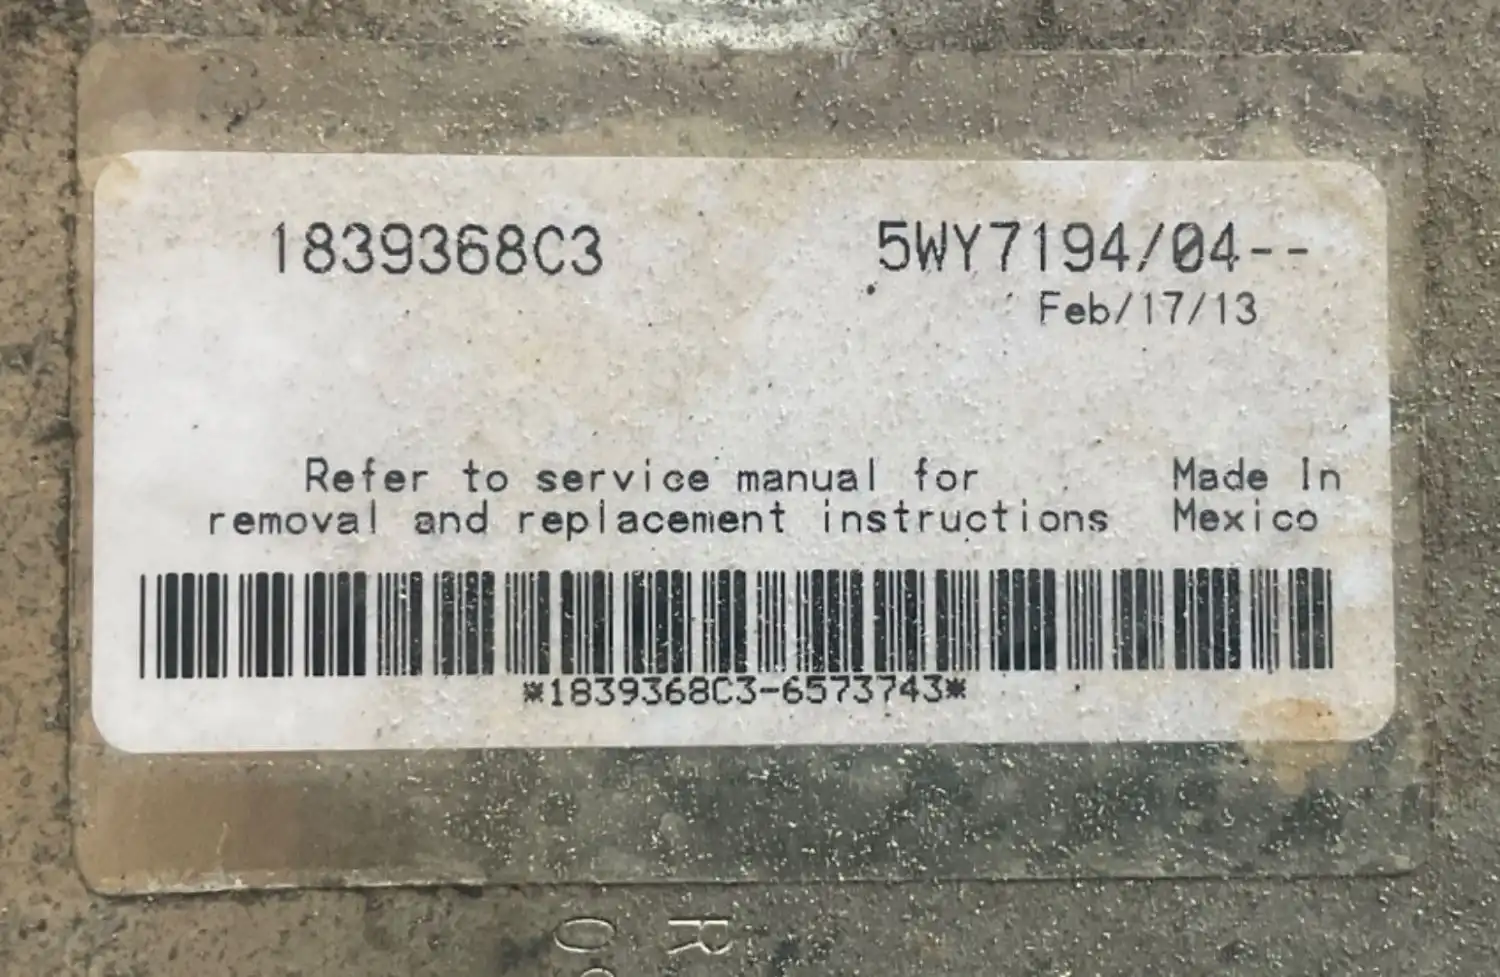 1839368C3 5WY7194/04--
Feb/17/13
Refer to service manual for Made In
removal and replacement instructions Mexico
*1839368C3-6573743*
R